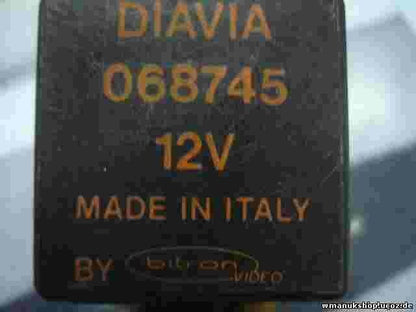 DIAVIA
068745
12V
MADE IN ITALY
BY bitron VIDEO
wmanukshop.ucoz.de